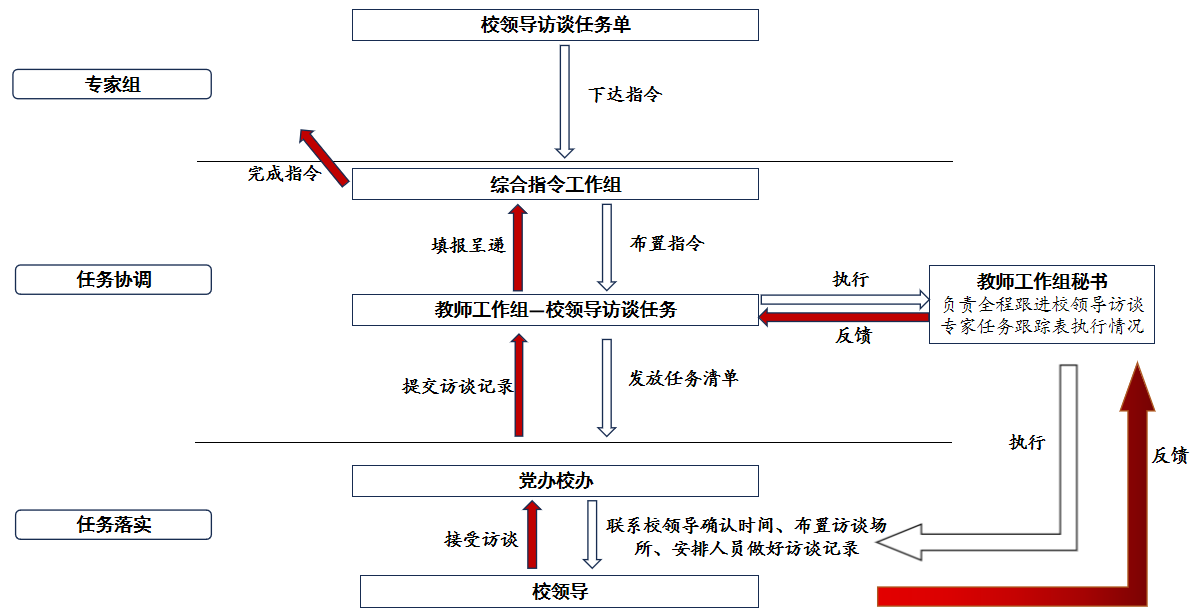 校领导访谈任务单
专家组
下达指令
完成指令
综合指令工作组
填报呈递
布置指令
任务协调
执行
教师工作组秘书
负责全程跟进校领导访谈
专家任务跟踪表执行情况
教师工作组—校领导访谈任务
反馈
提交访谈记录
发放任务清单
执行
反馈
党办校办
任务落实
接受访谈
联系校领导确认时间、布置访谈场
所、安排人员做好访谈记录
校领导